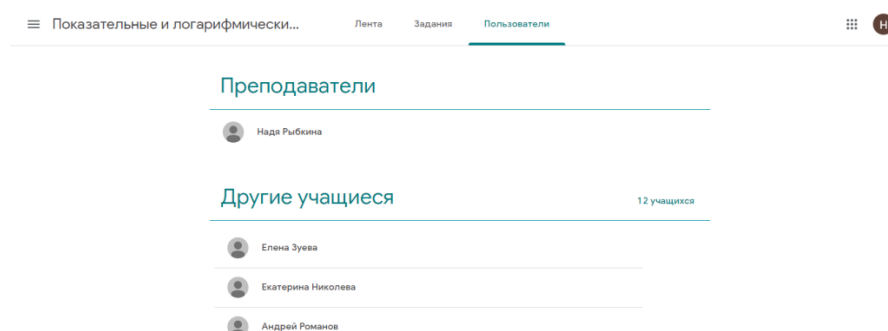 Показательные и логарифмически... Лента Задания Пользователи Н
Преподаватели
Надя Рыбкина
Другие учащиеся 12 учащихся
Елена Зуева
Екатерина Николева
Андрей Романов